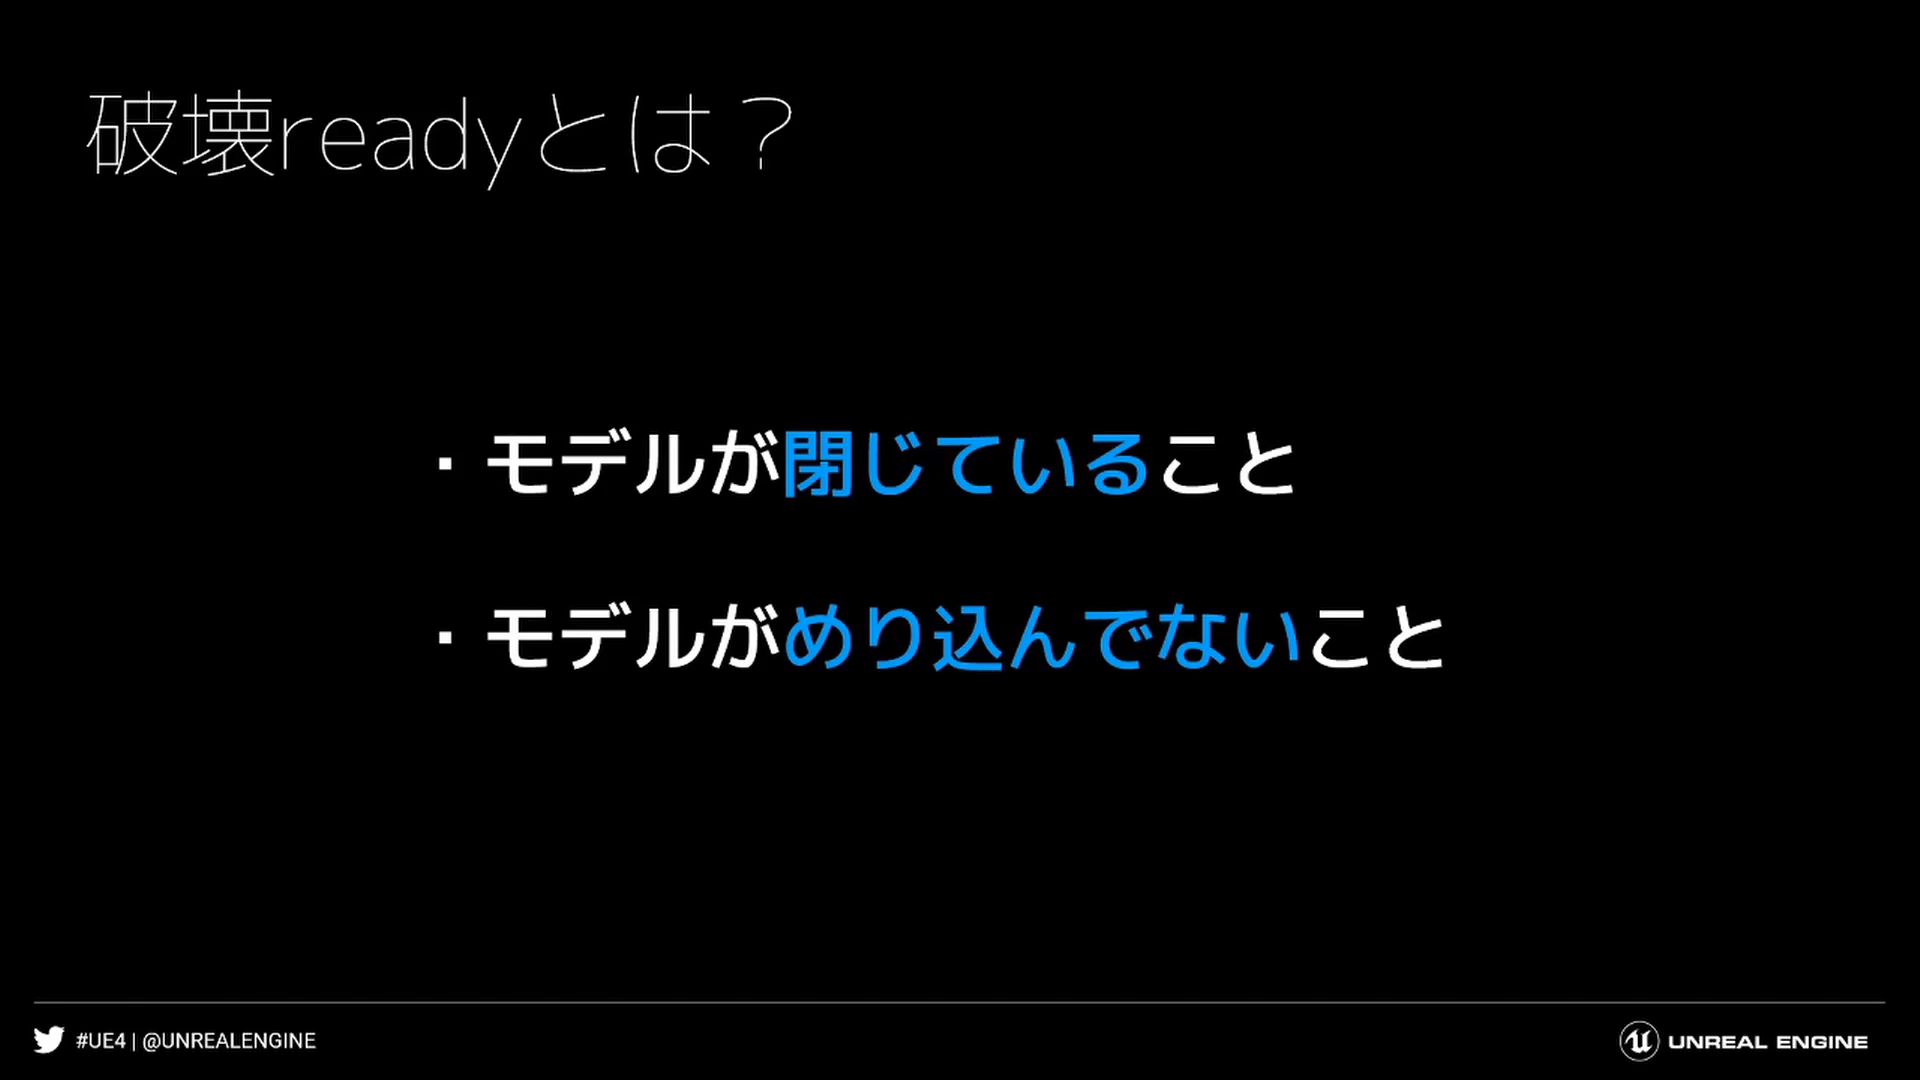 破壊readyとは？
・モデルが閉じていること
・モデルがめり込んでないこと
#UE4 | @UNREALENGINE
UNREAL ENGINE